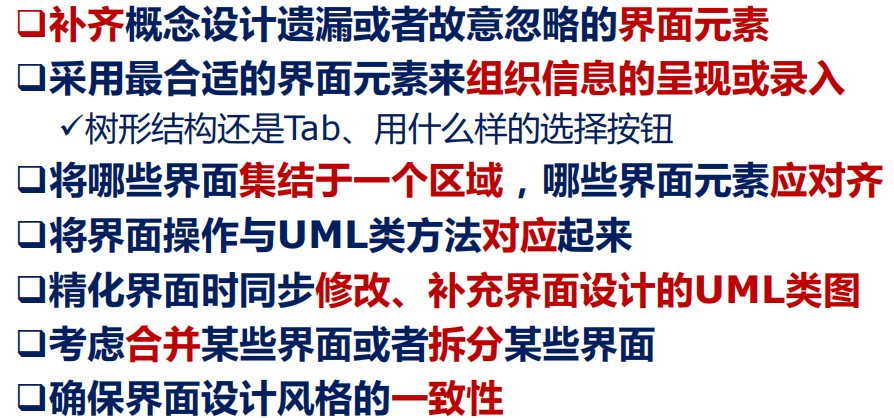 ❑补齐概念设计遗漏或者故意忽略的界面元素
❑采用最合适的界面元素来组织信息的呈现或录入
✓树形结构还是Tab、用什么样的选择按钮
❑将哪些界面集结于一个区域，哪些界面元素应对齐
❑将界面操作与UML类方法对应起来
❑精化界面时同步修改、补充界面设计的UML类图
❑考虑合并某些界面或者拆分某些界面
❑确保界面设计风格的一致性